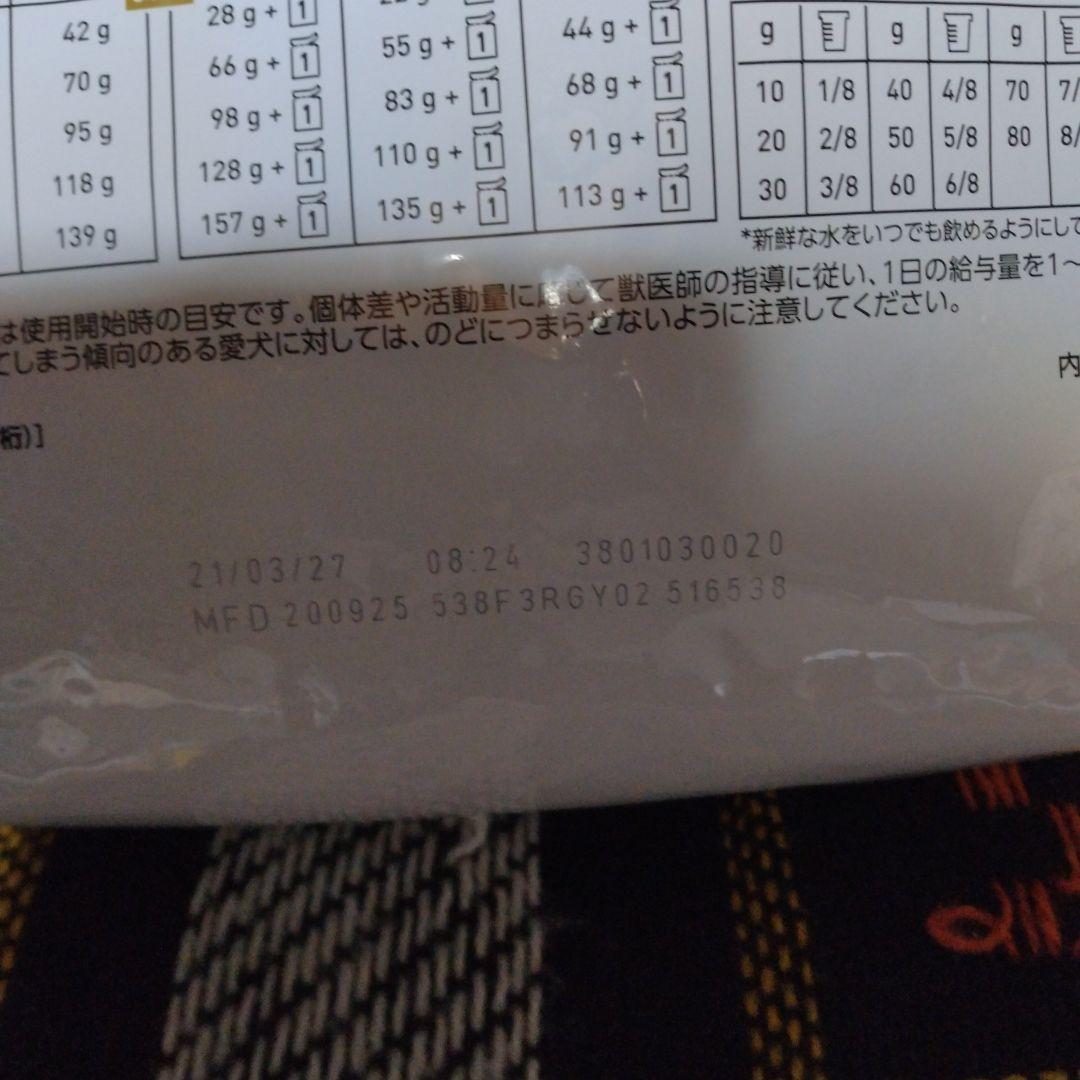 42 g 28 g + 1 44 g + 1
70 g 66 g + 1 55 g + 1 68 g + 1
95 g 98 g + 1 83 g + 1 91 g + 1
118 g 128 g + 1 110 g + 1 113 g + 1
139 g 157 g + 1 135 g + 1
g g g
10 1/8 40 4/8 70 7/
20 2/8 50 5/8 80 8/
30 3/8 60 6/8
*新鮮な水をいつでも飲めるようにして
は使用開始時の目安です。個体差や活動量に応じて獣医師の指導に従い、1日の給与量を1〜
てしまう傾向のある愛犬に対しては、のどにつまらせないように注意してください。
内
桁)]
21/03/27 08:24 3801030020
MFD 200925 538F3RGY02 516538